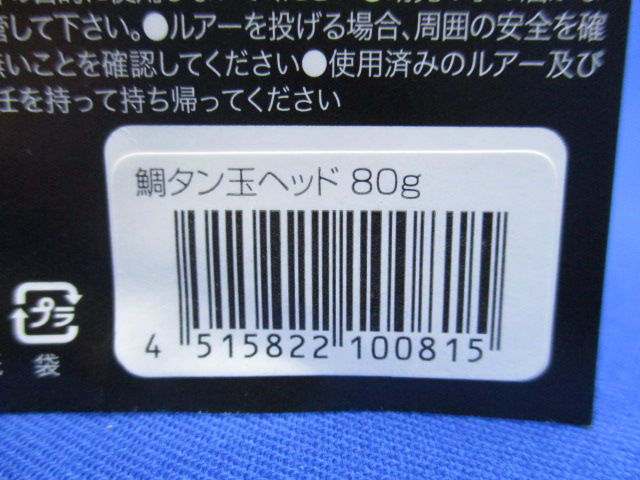 管して下さい。●ルアーを投げる場合、周囲の安全を確
無いことを確認してください●使用済みのルアー及び
任を持って持ち帰ってください
鯛タン玉ヘッド 80g
4 515822 100815
プラ
袋